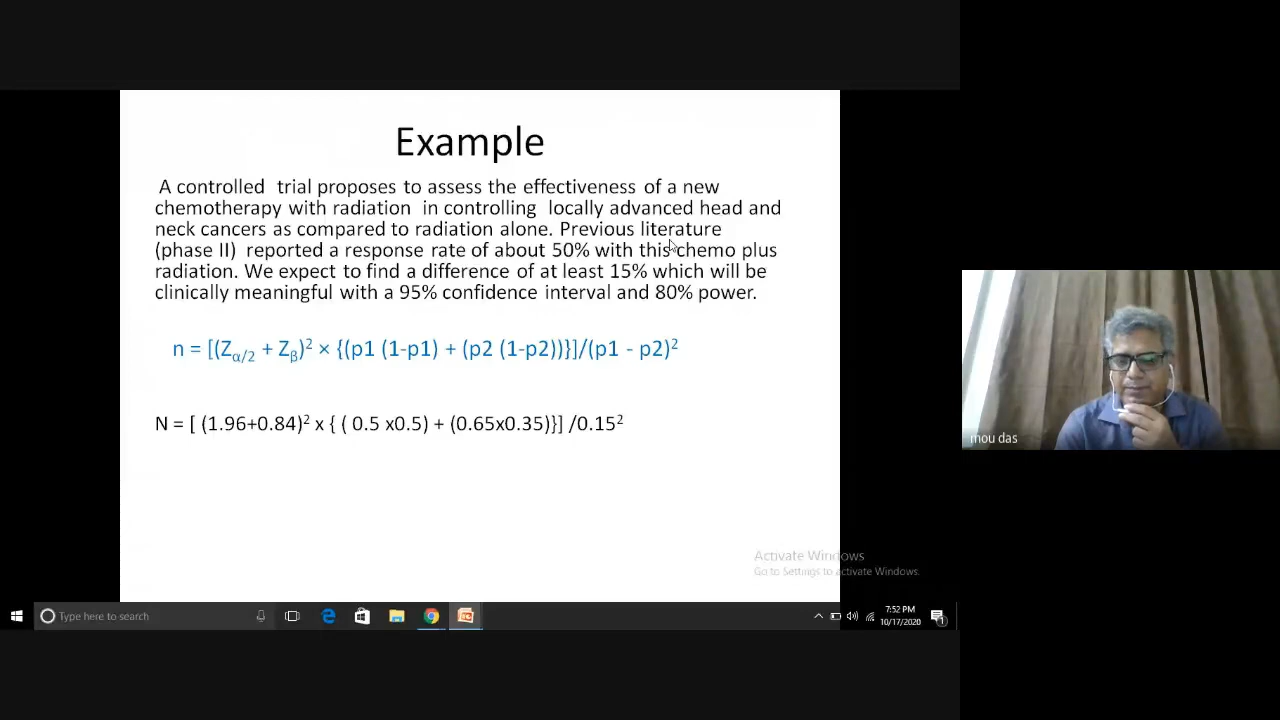 Example
A controlled trial proposes to assess the effectiveness of a new
chemotherapy with radiation in controlling locally advanced head and
neck cancers as compared to radiation alone. Previous literature
(phase II) reported a response rate of about 50% with this chemo plus
radiation. We expect to find a difference of at least 15% which will be
clinically meaningful with a 95% confidence interval and 80% power.
n = [(Zα/2 + Zβ)² × {(p1 (1-p1) + (p2 (1-p2))}]/(p1 - p2)²
N = [ (1.96+0.84)² x { ( 0.5 x0.5) + (0.65x0.35)}] /0.15²
mou das
Activate Windows
Go to Settings to activate Windows.
Type here to search
7:52 PM
10/17/2020
1